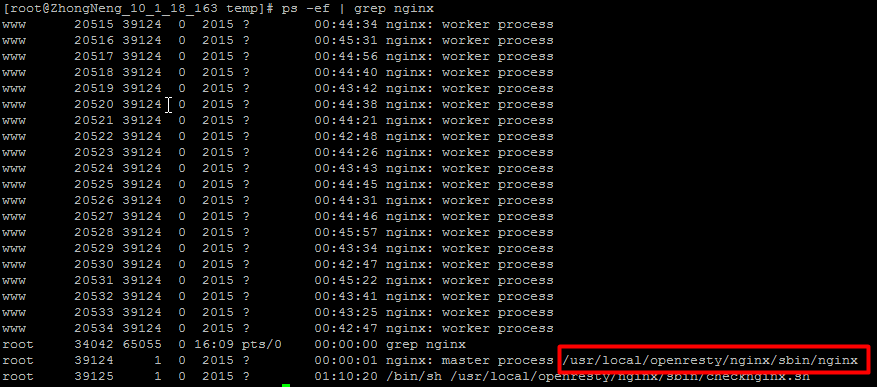 [root@ZhongNeng_10_1_18_163 temp]# ps -ef | grep nginx
www 20515 39124 0 2015 ? 00:44:34 nginx: worker process
www 20516 39124 0 2015 ? 00:45:31 nginx: worker process
www 20517 39124 0 2015 ? 00:44:56 nginx: worker process
www 20518 39124 0 2015 ? 00:44:40 nginx: worker process
www 20519 39124 0 2015 ? 00:43:42 nginx: worker process
www 20520 39124 0 2015 ? 00:44:38 nginx: worker process
www 20521 39124 0 2015 ? 00:44:21 nginx: worker process
www 20522 39124 0 2015 ? 00:42:48 nginx: worker process
www 20523 39124 0 2015 ? 00:44:26 nginx: worker process
www 20524 39124 0 2015 ? 00:43:43 nginx: worker process
www 20525 39124 0 2015 ? 00:44:45 nginx: worker process
www 20526 39124 0 2015 ? 00:44:31 nginx: worker process
www 20527 39124 0 2015 ? 00:44:46 nginx: worker process
www 20528 39124 0 2015 ? 00:45:57 nginx: worker process
www 20529 39124 0 2015 ? 00:43:34 nginx: worker process
www 20530 39124 0 2015 ? 00:42:47 nginx: worker process
www 20531 39124 0 2015 ? 00:45:22 nginx: worker process
www 20532 39124 0 2015 ? 00:43:41 nginx: worker process
www 20533 39124 0 2015 ? 00:43:25 nginx: worker process
www 20534 39124 0 2015 ? 00:42:47 nginx: worker process
root 34042 65055 0 16:09 pts/0 00:00:00 grep nginx
root 39124 1 0 2015 ? 00:00:01 nginx: master process /usr/local/openresty/nginx/sbin/nginx
root 39125 1 0 2015 ? 01:10:20 /bin/sh /usr/local/openresty/nginx/sbin/checknginx.sh